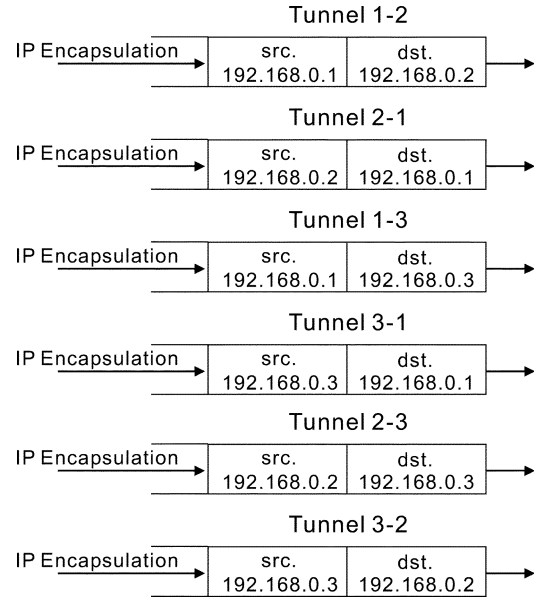 Tunnel 1-2
IP Encapsulation
src. dst.
192.168.0.1 192.168.0.2
Tunnel 2-1
IP Encapsulation
src. dst.
192.168.0.2 192.168.0.1
Tunnel 1-3
IP Encapsulation
src. dst.
192.168.0.1 192.168.0.3
Tunnel 3-1
IP Encapsulation
src. dst.
192.168.0.3 192.168.0.1
Tunnel 2-3
IP Encapsulation
src. dst.
192.168.0.2 192.168.0.3
Tunnel 3-2
IP Encapsulation
src. dst.
192.168.0.3 192.168.0.2